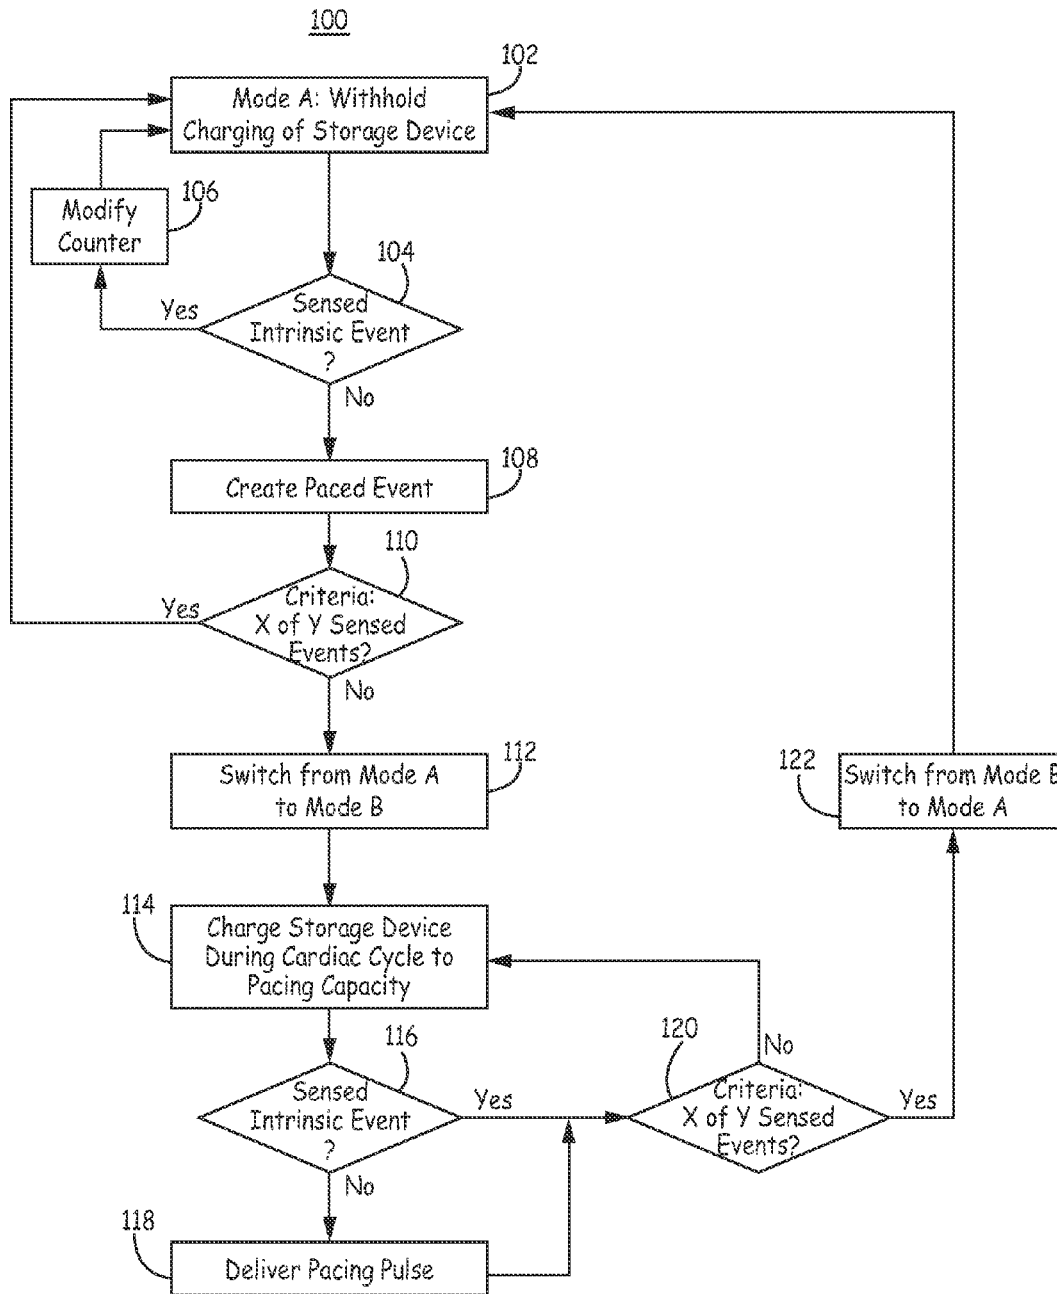 100
102
Mode A: Withhold
Charging of Storage Device
106
Modify
Counter
104
Yes
Sensed
Intrinsic Event
?
No
108
Create Paced Event
110
Yes
Criteria:
X of Y Sensed
Events?
No
112
Switch from Mode A
to Mode B
122
Switch from Mode B
to Mode A
114
Charge Storage Device
During Cardiac Cycle to
Pacing Capacity
116
Sensed
Intrinsic Event
?
Yes
No
120
No
Criteria:
X of Y Sensed
Events?
Yes
118
Deliver Pacing Pulse